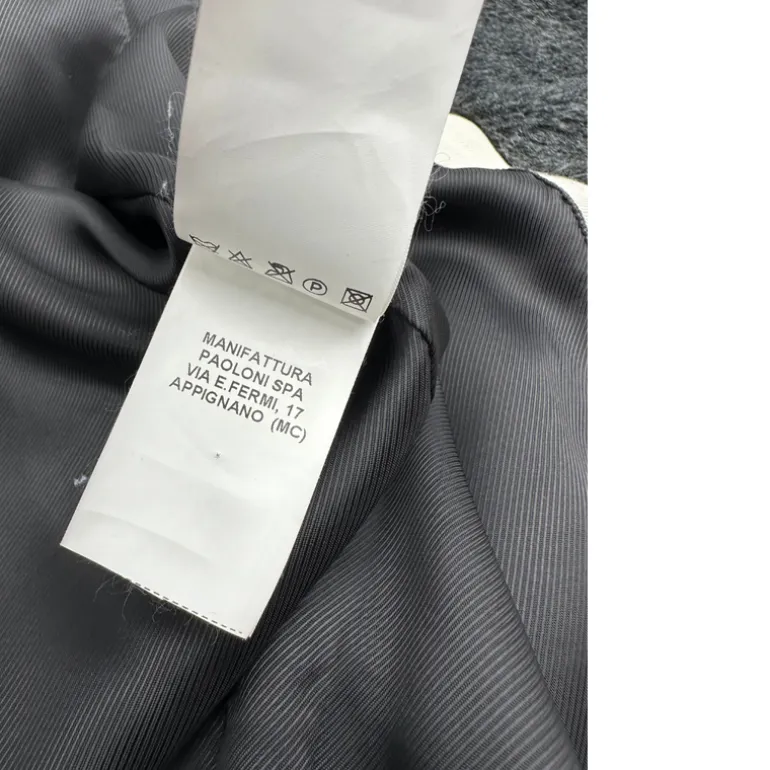 P
MANIFATTURA
PAOLONI SPA
VIA E.FERMI, 17
APPIGNANO (MC)